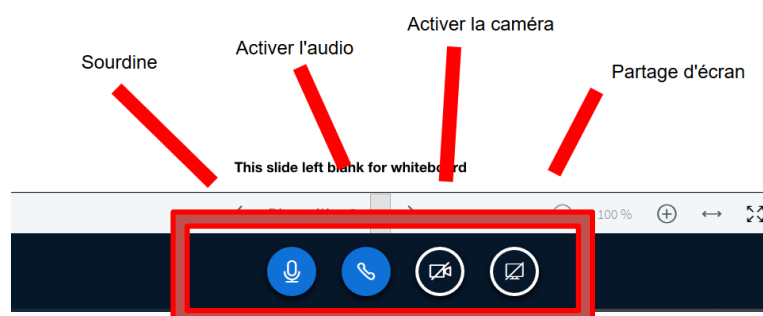 Activer la caméra
Activer l'audio
Sourdine
Partage d'écran
This slide left blank for whiteboard
100 %